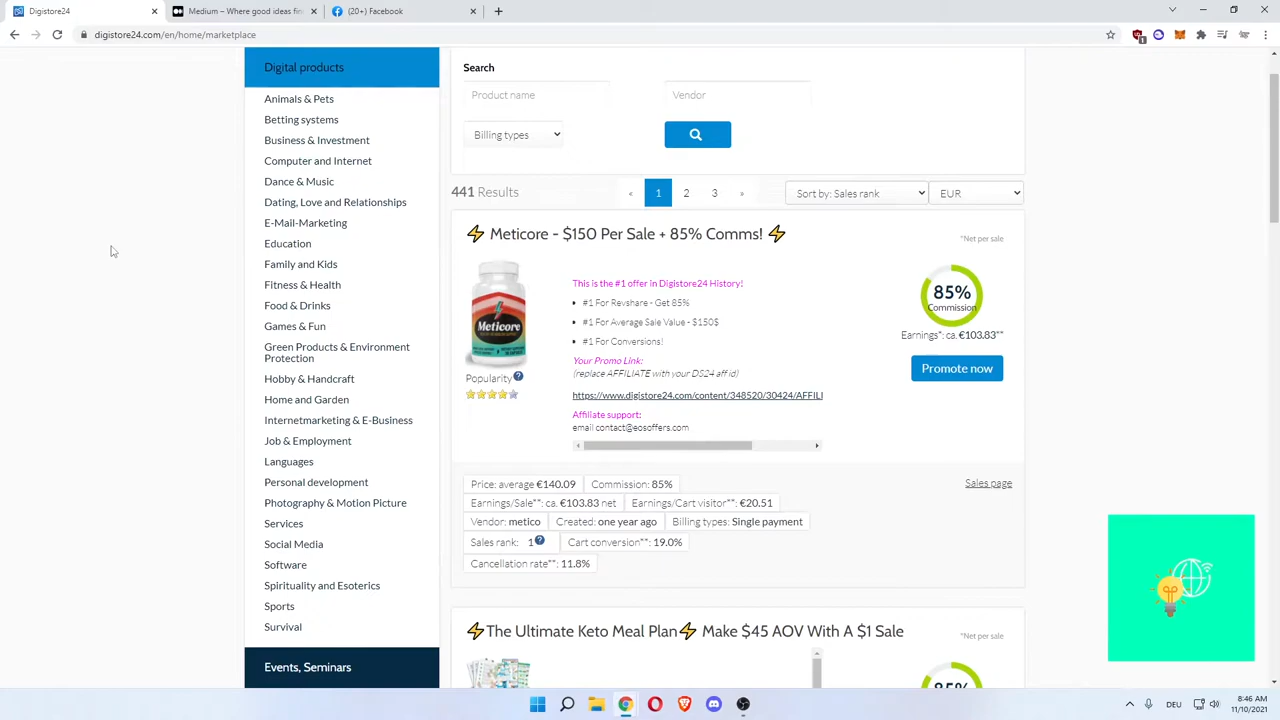 Digistore24
Medium – Where good ideas fin
(20+) Facebook
digistore24.com/en/home/marketplace
1
Digital products
Animals & Pets
Betting systems
Business & Investment
Computer and Internet
Dance & Music
Dating, Love and Relationships
E-Mail-Marketing
Education
Family and Kids
Fitness & Health
Food & Drinks
Games & Fun
Green Products & Environment
Protection
Hobby & Handcraft
Home and Garden
Internetmarketing & E-Business
Job & Employment
Languages
Personal development
Photography & Motion Picture
Services
Social Media
Software
Spirituality and Esoterics
Sports
Survival
Events, Seminars
Search
Product name
Vendor
Billing types
441 Results
« 1 2 3 »
Sort by: Sales rank
EUR
⚡ Meticore - $150 Per Sale + 85% Comms! ⚡
*Net per sale
Meticore
Popularity ?
This is the #1 offer in Digistore24 History!
• #1 For Revshare - Get 85%
• #1 For Average Sale Value - $150$
• #1 For Conversions!
Your Promo Link:
(replace AFFILIATE with your DS24 aff id)
https://www.digistore24.com/content/348520/30424/AFFILI
Affiliate support:
email contact@eosoffers.com
85%
Commission
Earnings*: ca. €103.83**
Promote now
Price: average €140.09
Commission: 85%
Sales page
Earnings/Sale**: ca. €103.83 net
Earnings/Cart visitor**: €20.51
Vendor: metico
Created: one year ago
Billing types: Single payment
Sales rank: 1 ?
Cart conversion**: 19.0%
Cancellation rate**: 11.8%
⚡The Ultimate Keto Meal Plan⚡ Make $45 AOV With A $1 Sale
*Net per sale
85%
DEU
8:46 AM
11/10/2021